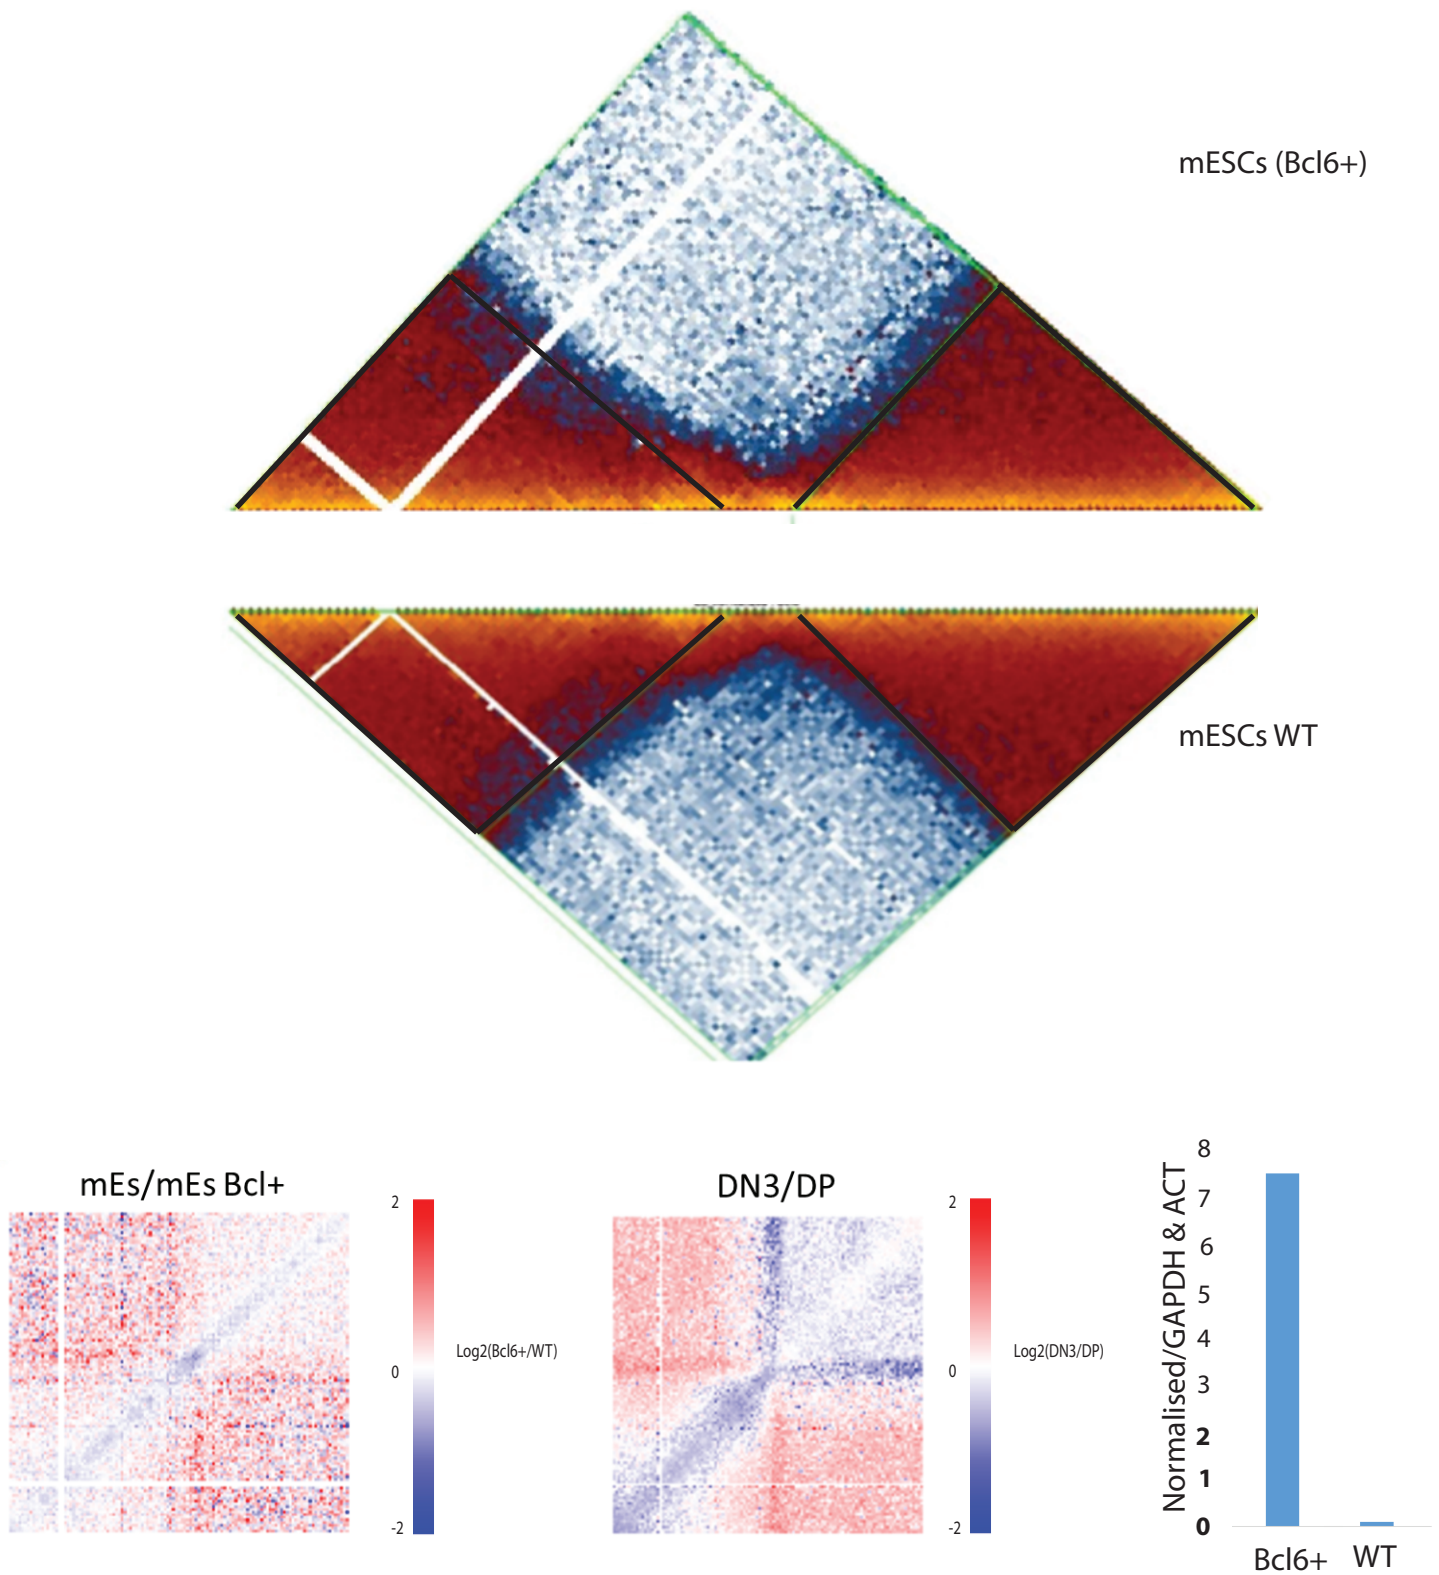 mESCs (Bcl6+)
mESCs WT
mEs/mEs Bcl+
2
0
-2
Log2(Bcl6+/WT)
DN3/DP
2
0
-2
Log2(DN3/DP)
Normalised/GAPDH & ACT
8
7
6
5
4
3
2
1
0
Bcl6+
WT